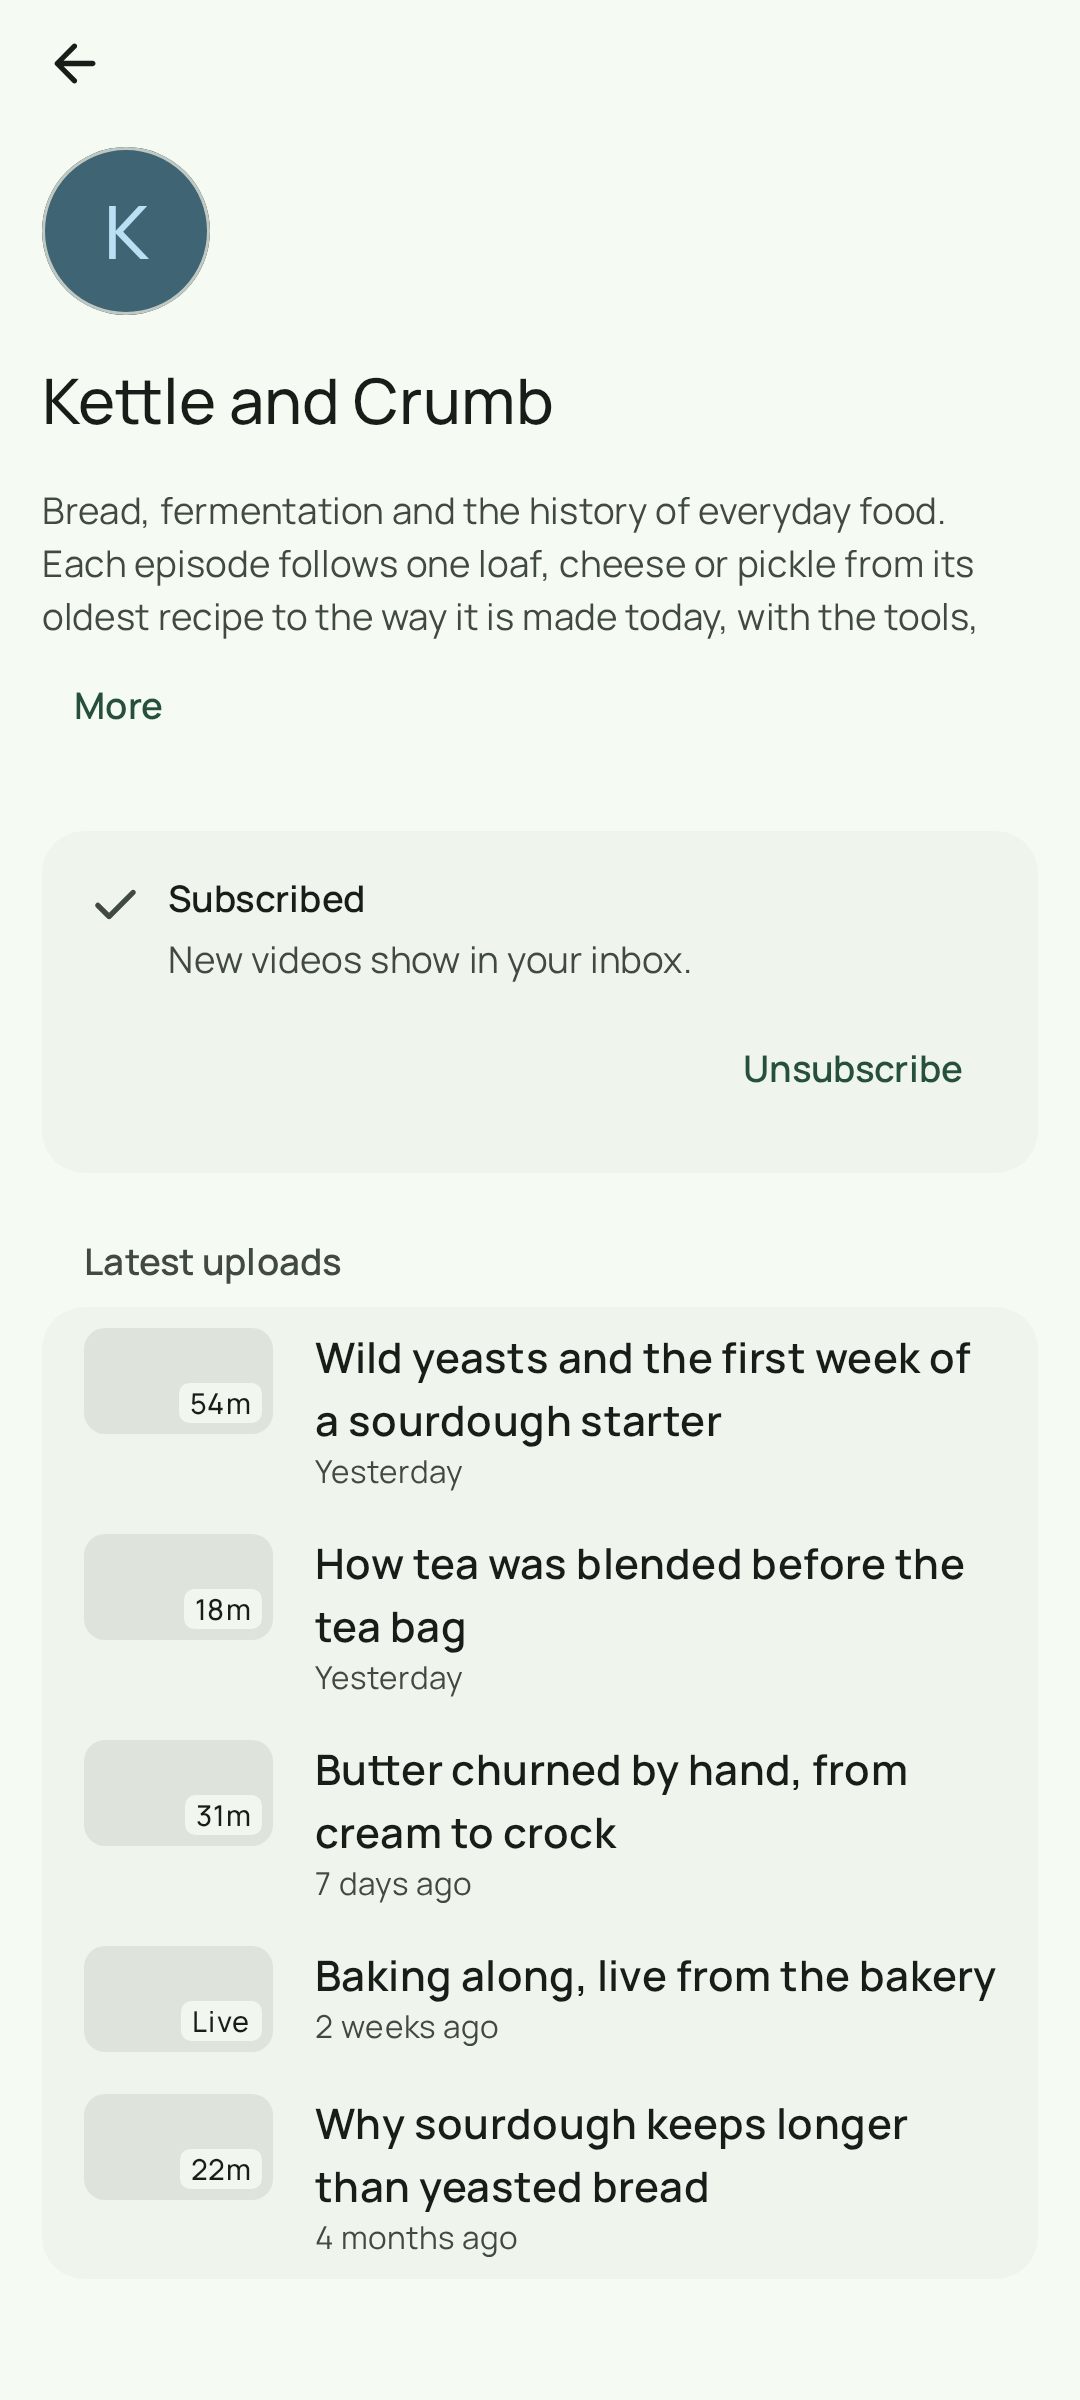 K
Kettle and Crumb
Bread, fermentation and the history of everyday food.
Each episode follows one loaf, cheese or pickle from its
oldest recipe to the way it is made today, with the tools,
More
Subscribed
New videos show in your inbox.
Unsubscribe
Latest uploads
54m
Wild yeasts and the first week of
a sourdough starter
Yesterday
18m
How tea was blended before the
tea bag
Yesterday
31m
Butter churned by hand, from
cream to crock
7 days ago
Live
Baking along, live from the bakery
2 weeks ago
22m
Why sourdough keeps longer
than yeasted bread
4 months ago